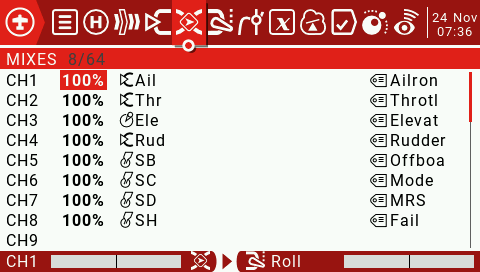 24 Nov
07:36
MIXES 8/64
CH1 100% Ail Ailron
CH2 100% Thr Throtl
CH3 100% Ele Elevat
CH4 100% Rud Rudder
CH5 100% SB Offboa
CH6 100% SC Mode
CH7 100% SD MRS
CH8 100% SH Fail
CH9
CH1 Roll